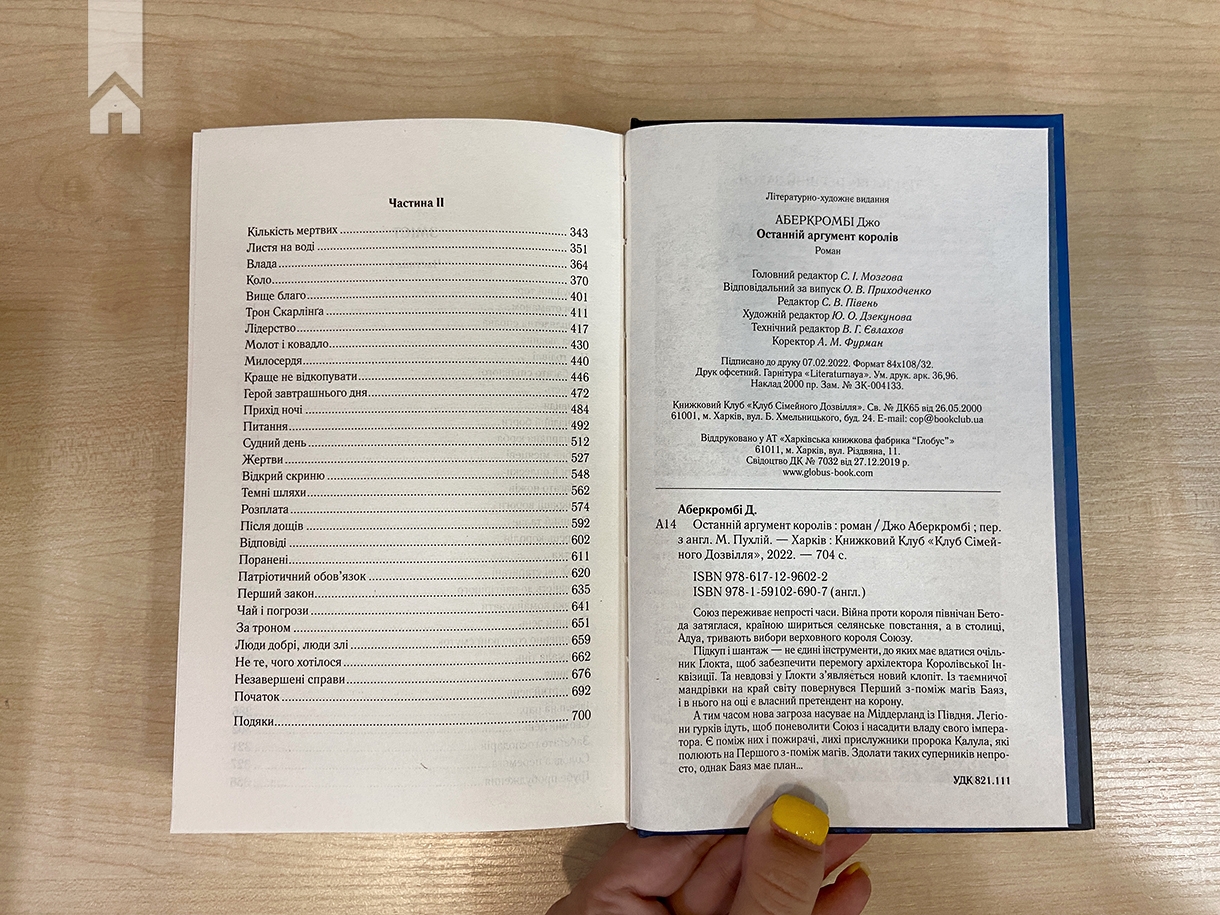 Частина II
Кількість мертвих 343
Листя на воді 351
Влада 364
Коло 370
Вище благо 401
Трон Скарлінґа 411
Лідерство 417
Молот і ковадло 430
Милосердя 440
Краще не відкопувати 446
Герой завтрашнього дня 472
Прихід ночі 484
Питання 492
Судний день 512
Жертви 527
Відкрий скриню 548
Темні шляхи 562
Розплата 574
Після дощів 592
Відповіді 602
Поранені 611
Патріотичний обов'язок 620
Перший закон 635
Чай і погрози 641
За троном 651
Люди добрі, люди злі 659
Не те, чого хотілося 662
Незавершені справи 676
Початок 692
Подяки 700
Літературно-художнє видання
АБЕРКРОМБІ Джо
Останній аргумент королів
Роман
Головний редактор С. І. Мозгова
Відповідальний за випуск О. В. Приходченко
Редактор С. В. Півень
Художній редактор Ю. О. Дзекунова
Технічний редактор В. Г. Євлахов
Коректор А. М. Фурман
Підписано до друку 07.02.2022. Формат 84x108/32.
Друк офсетний. Гарнітура «Literaturnaya». Ум. друк. арк. 36,96.
Наклад 2000 пр. Зам. № ЗК-004133.
Книжковий Клуб «Клуб Сімейного Дозвілля». Св. № ДК65 від 26.05.2000
61001, м. Харків, вул. Б. Хмельницького, буд. 24. E-mail: cop@bookclub.ua
Віддруковано у АТ «Харківська книжкова фабрика "Глобус"»
61011, м. Харків, вул. Різдвяна, 11.
Свідоцтво ДК № 7032 від 27.12.2019 р.
www.globus-book.com
Аберкромбі Д.
А14 Останній аргумент королів : роман / Джо Аберкромбі ; пер.
з англ. М. Пухлій. — Харків : Книжковий Клуб «Клуб Сімей-
ного Дозвілля», 2022. — 704 с.
ISBN 978-617-12-9602-2
ISBN 978-1-59102-690-7 (англ.)
Союз переживає непрості часи. Війна проти короля північан Бето-
да затяглася, країною шириться селянське повстання, а в столиці,
Адуа, тривають вибори верховного короля Союзу.
Підкуп і шантаж — не єдині інструменти, до яких має вдатися очіль-
ник Ґлокта, щоб забезпечити перемогу архілектора Королівської Ін-
квізиції. Та невдовзі у Ґлокти з'являється новий клопіт. Із таємничої
мандрівки на край світу повернувся Перший з-поміж магів Баяз,
і в нього на оці є власний претендент на корону.
А тим часом нова загроза насуває на Міддерланд із Півдня. Легіо-
ни гурків ідуть, щоб поневолити Союз і насадити владу свого імпера-
тора. Є поміж них і пожирачі, лихі прислужники пророка Калула, які
полюють на Першого з-поміж магів. Здолати таких суперників непро-
сто, однак Баяз має план...
УДК 821.111